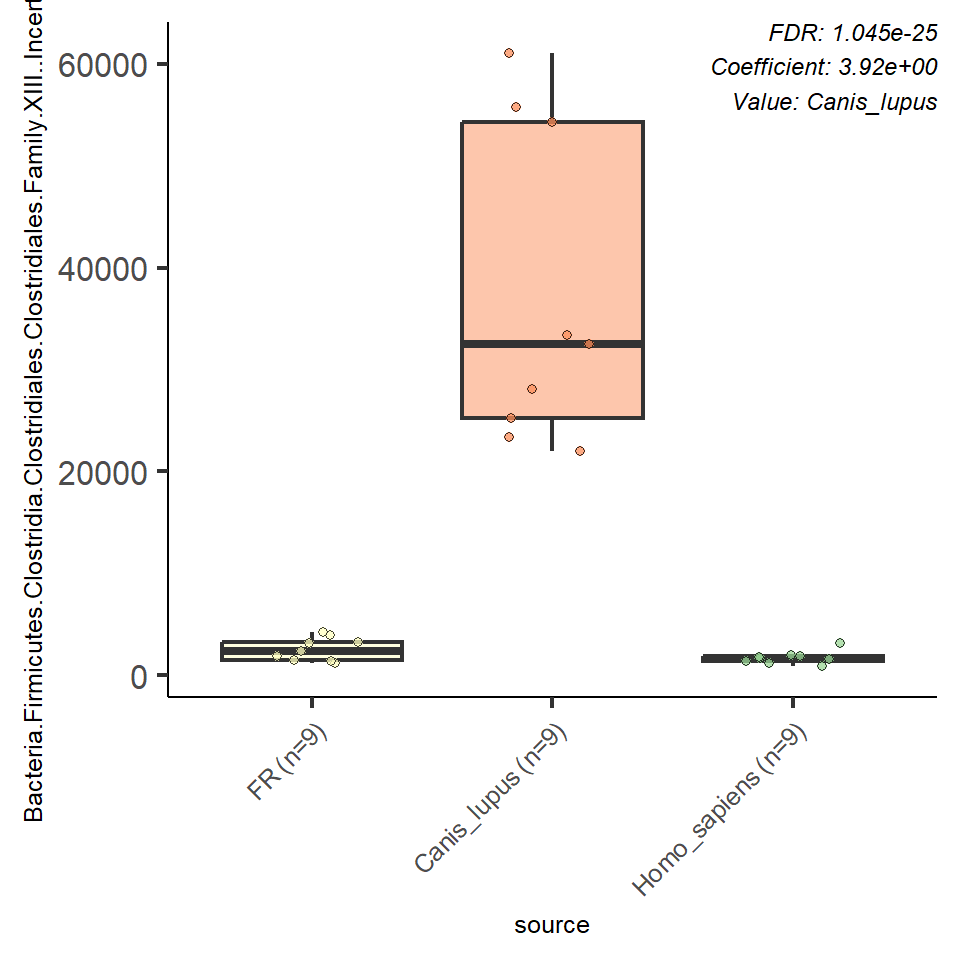 FDR: 1.045e-25
Coefficient: 3.92e+00
Value: Canis_lupus
60000
40000
20000
0
Bacteria.Firmicutes.Clostridia.Clostridiales.Clostridiales.Family.XIII..Incert
FR (n=9)
Canis_lupus (n=9)
Homo_sapiens (n=9)
source